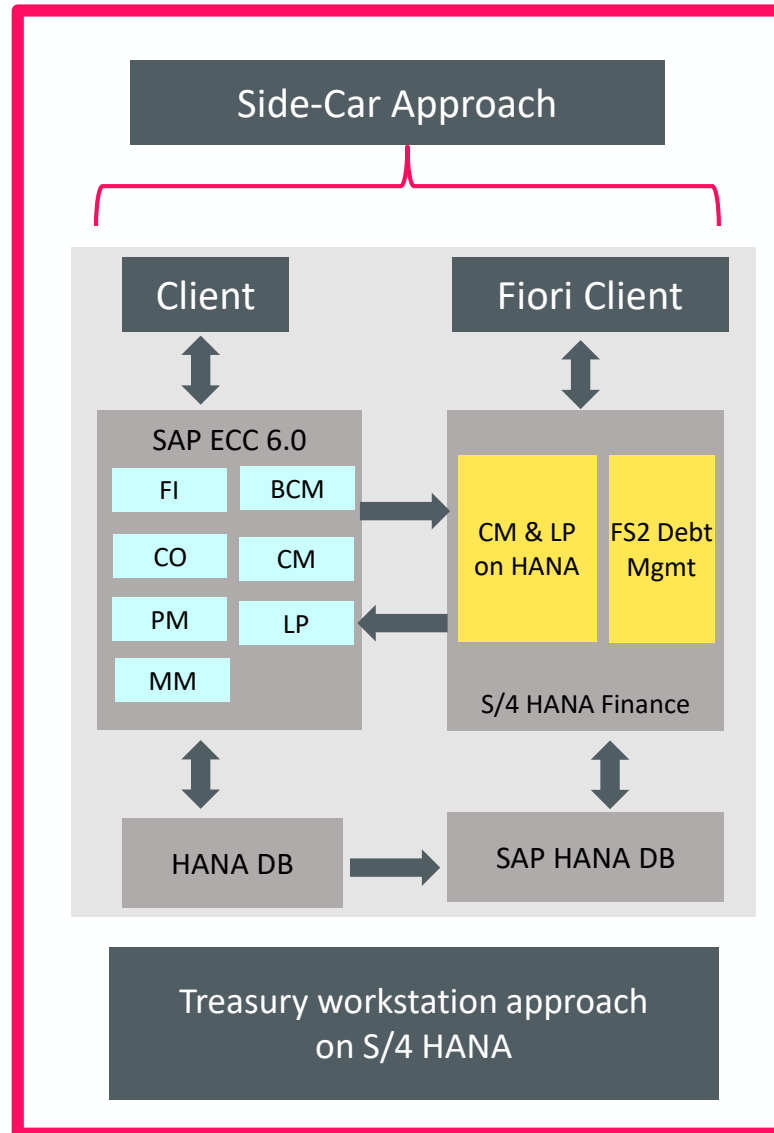 Side-Car Approach
Client
Fiori Client
SAP ECC 6.0
FI
BCM
CO
CM
PM
LP
MM
CM & LP
on HANA
FS2 Debt
Mgmt
S/4 HANA Finance
HANA DB
SAP HANA DB
Treasury workstation approach
on S/4 HANA